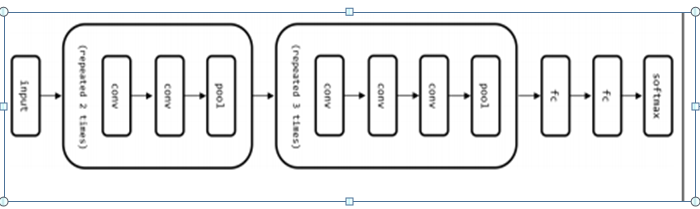 input
(repeated 2 times)
conv
conv
pool
(repeated 3 times)
conv
conv
conv
pool
fc
fc
softmax